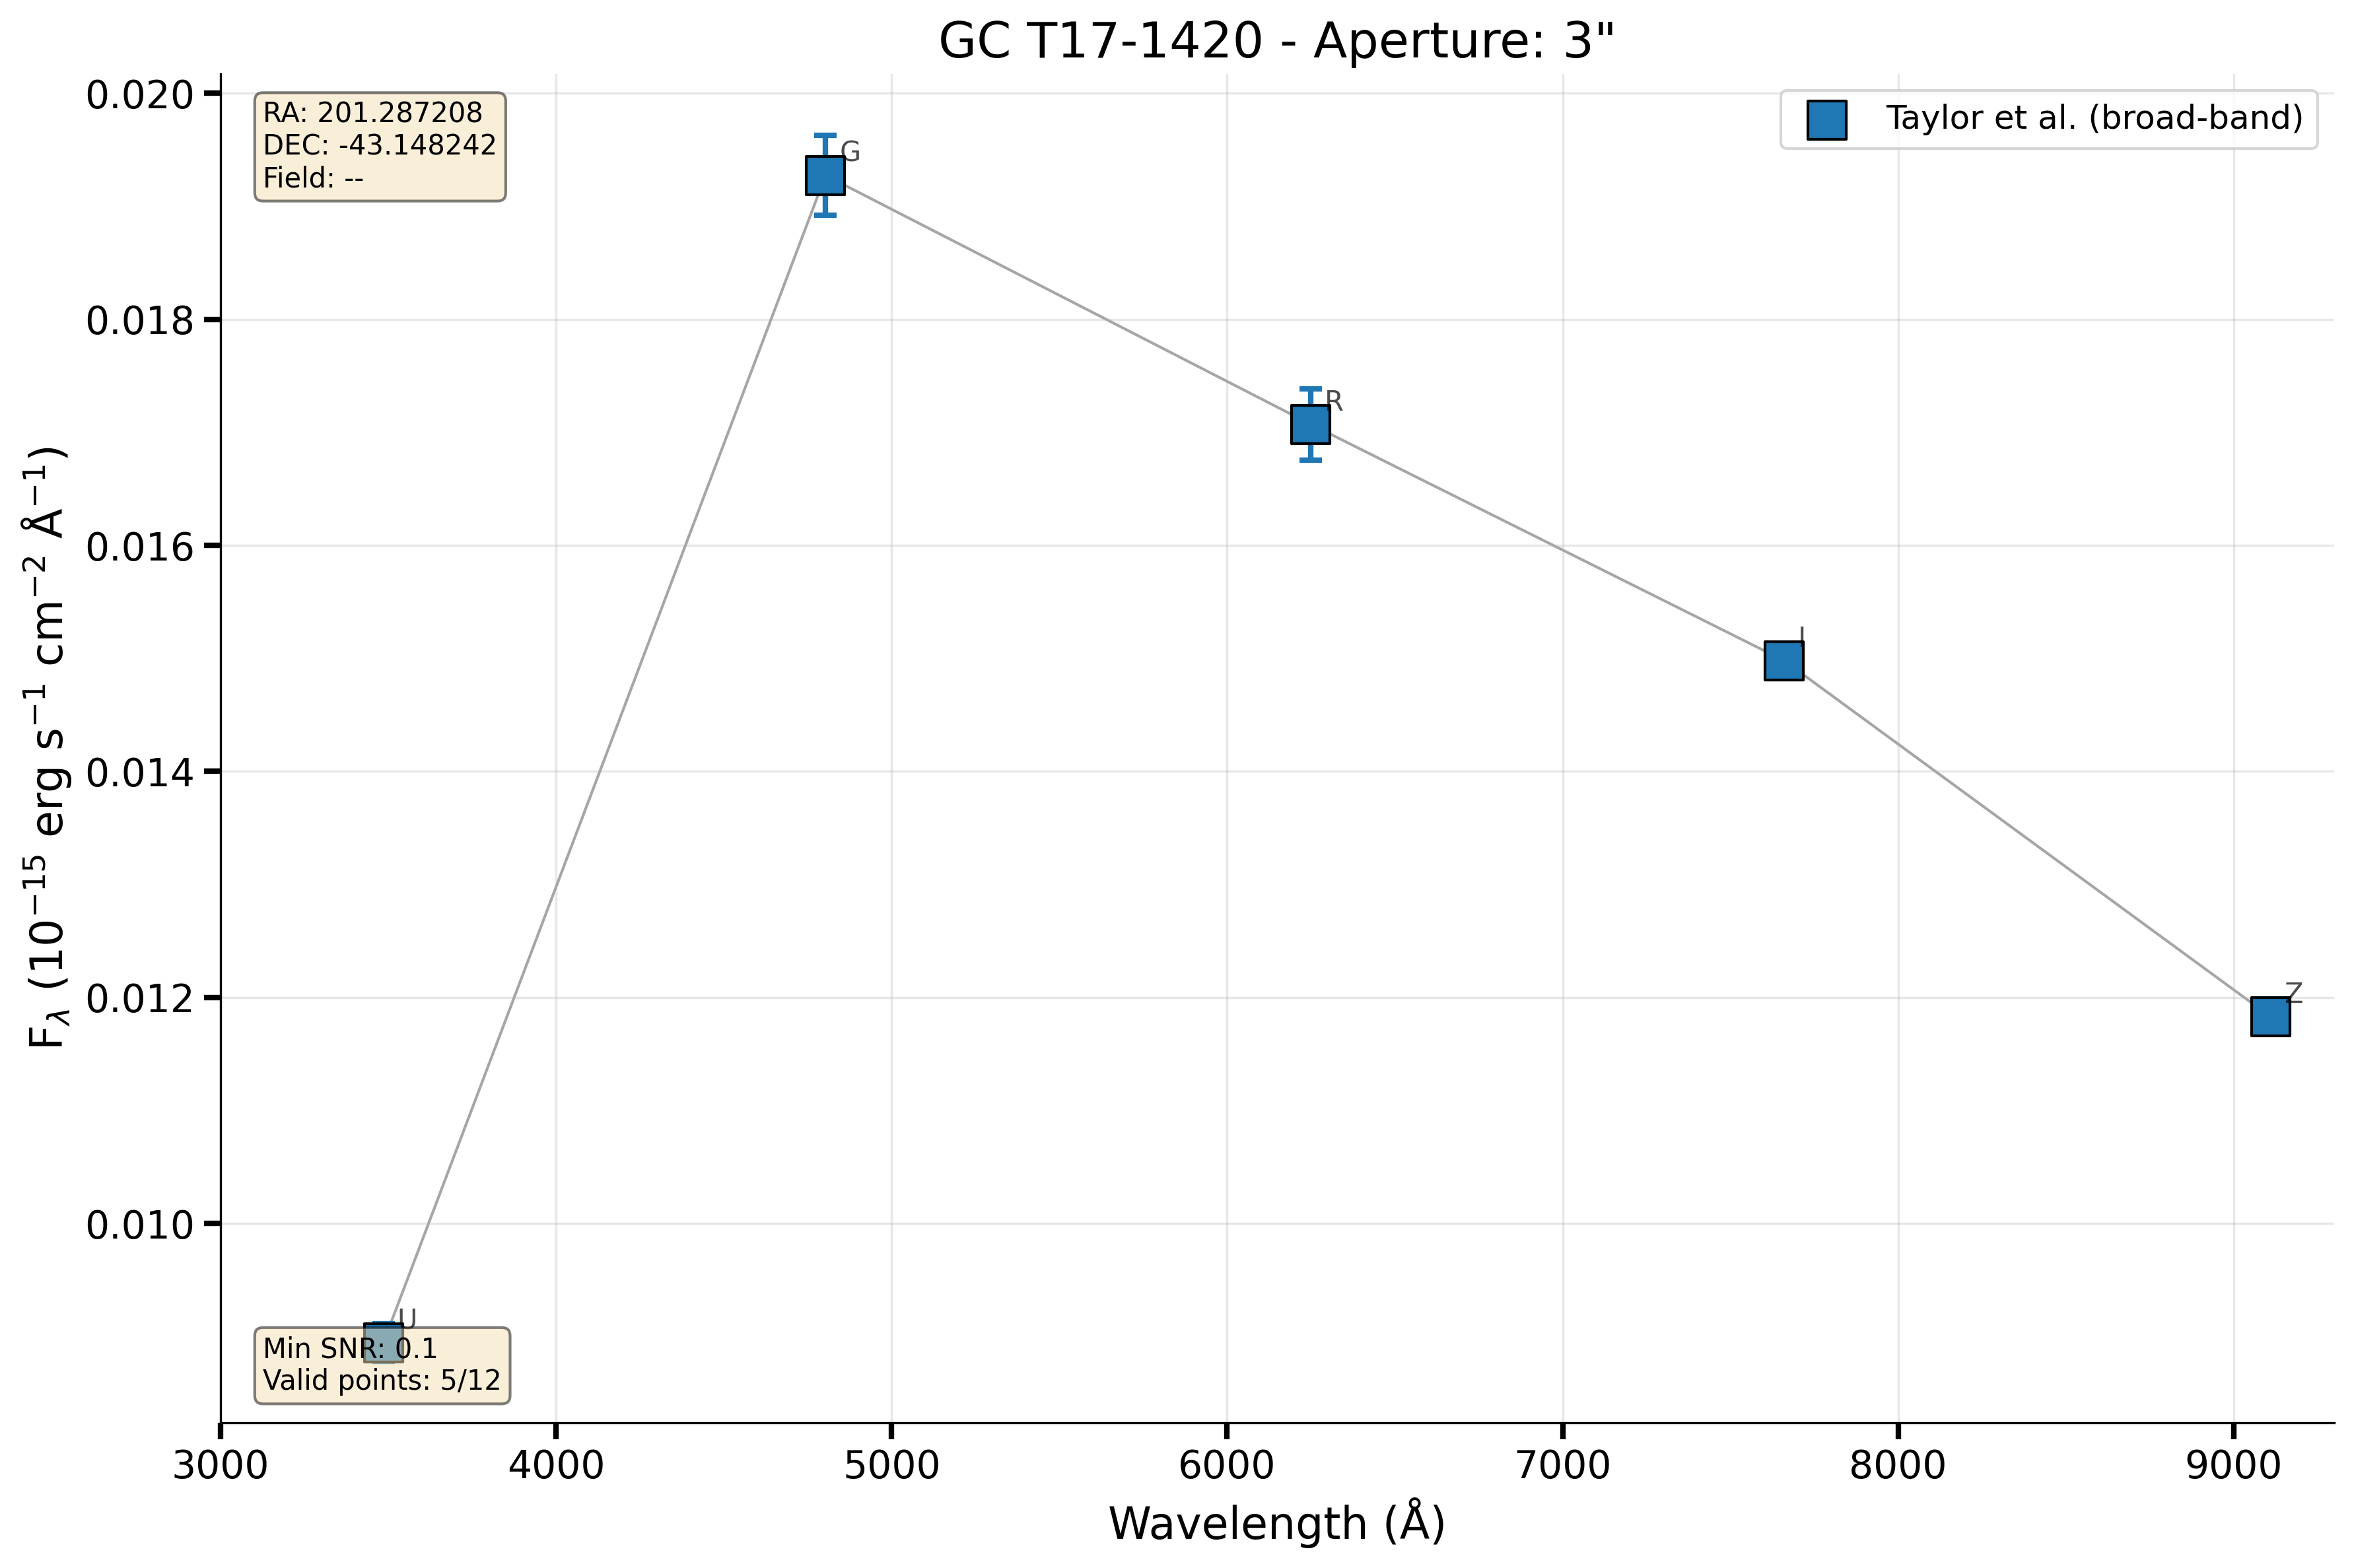 GC T17-1420 - Aperture: 3"
RA: 201.287208
DEC: -43.148242
Field: --
Taylor et al. (broad-band)
G
R
I
Z
U
Min SNR: 0.1
Valid points: 5/12
0.020
0.018
0.016
0.014
0.012
0.010
F_λ (10⁻¹⁵ erg s⁻¹ cm⁻² Å⁻¹)
3000 4000 5000 6000 7000 8000 9000
Wavelength (Å)